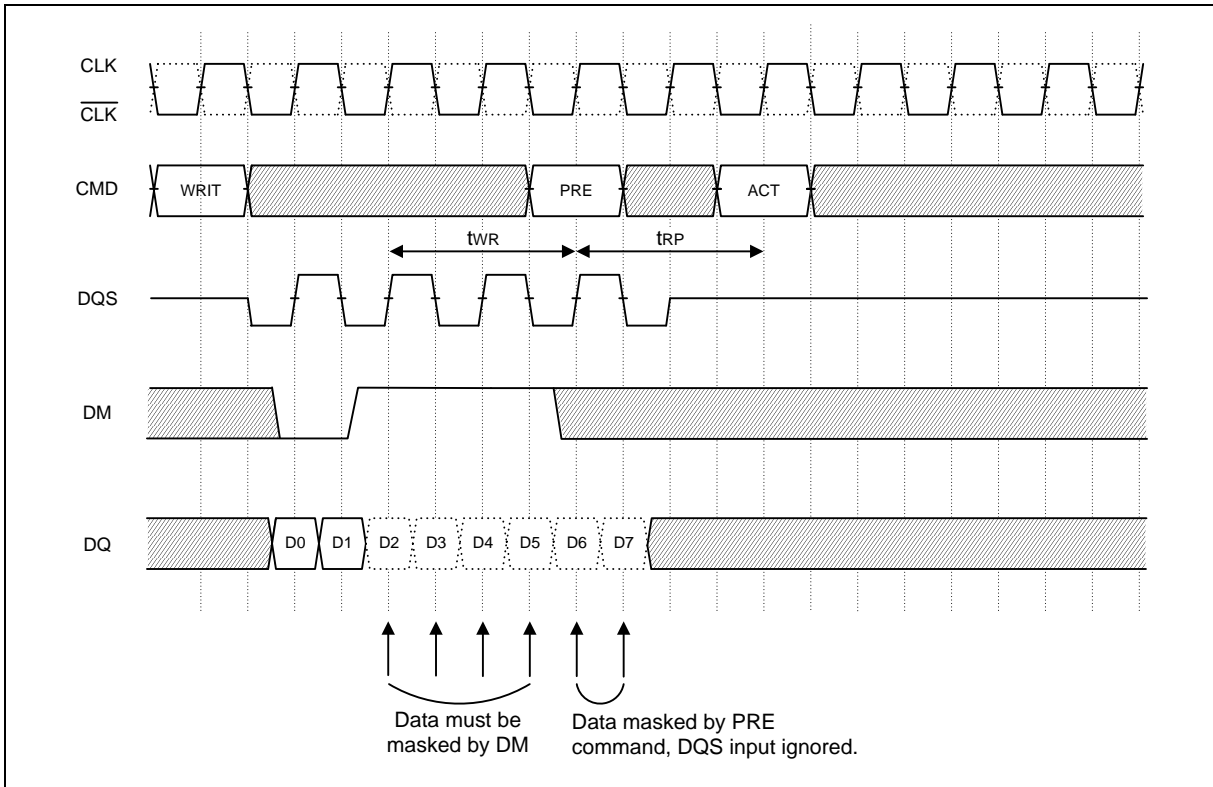 CLK
CLK
CMD
WRIT
PRE
ACT
tWR
tRP
DQS
DM
DQ
D0
D1
D2
D3
D4
D5
D6
D7
Data must be
masked by DM
Data masked by PRE
command, DQS input ignored.